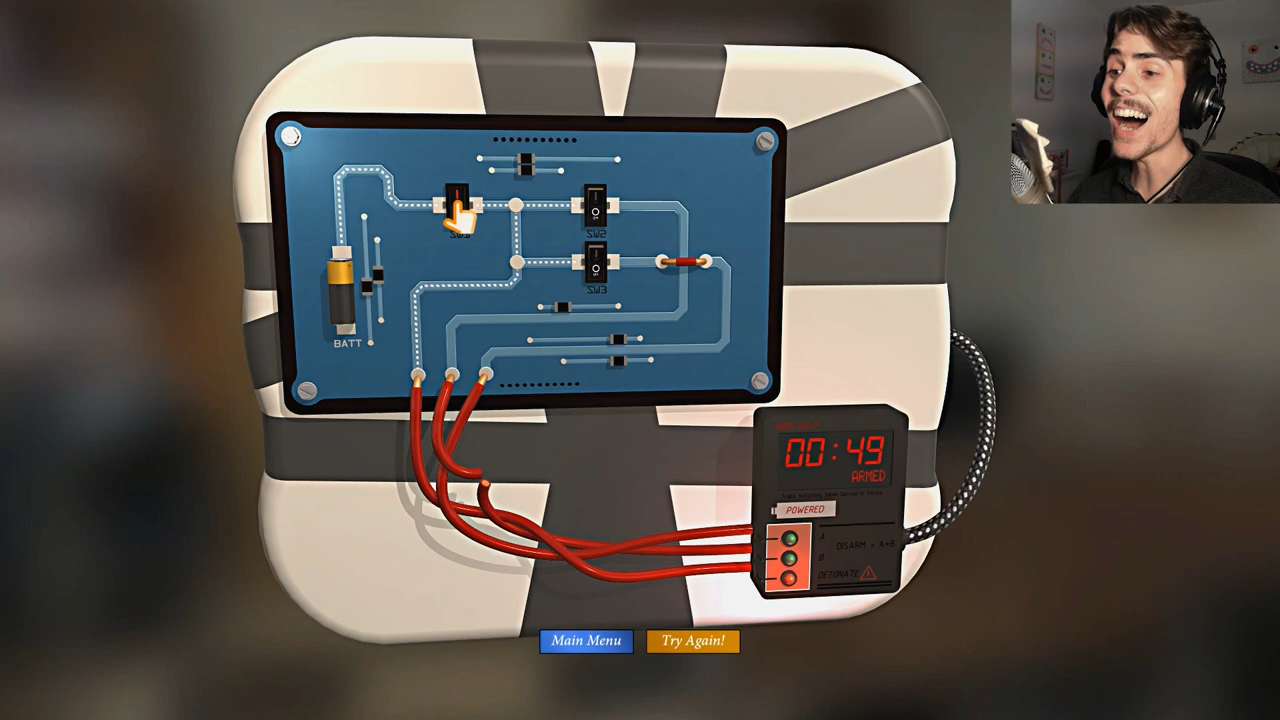 SW2
SW3
BATT
00:49
ARMED
POWERED
A
DISARM = A+B
B
DETONATE
Main Menu
Try Again!